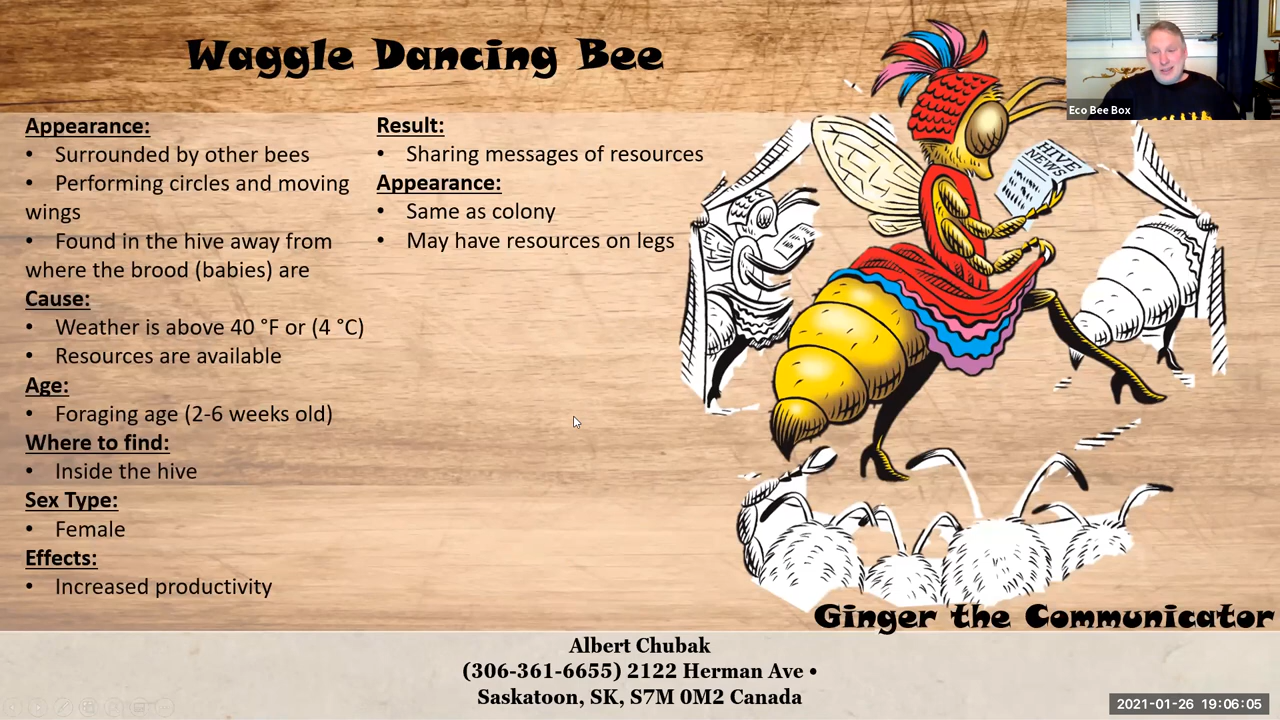 Waggle Dancing Bee
Eco Bee Box
Appearance:
• Surrounded by other bees
• Performing circles and moving
wings
• Found in the hive away from
where the brood (babies) are
Cause:
• Weather is above 40 °F or (4 °C)
• Resources are available
Age:
• Foraging age (2-6 weeks old)
Where to find:
• Inside the hive
Sex Type:
• Female
Effects:
• Increased productivity
Result:
• Sharing messages of resources
Appearance:
• Same as colony
• May have resources on legs
HIVE
NEWS
Ginger the Communicator
Albert Chubak
(306-361-6655) 2122 Herman Ave •
Saskatoon, SK, S7M 0M2 Canada
2021-01-26 19:06:05